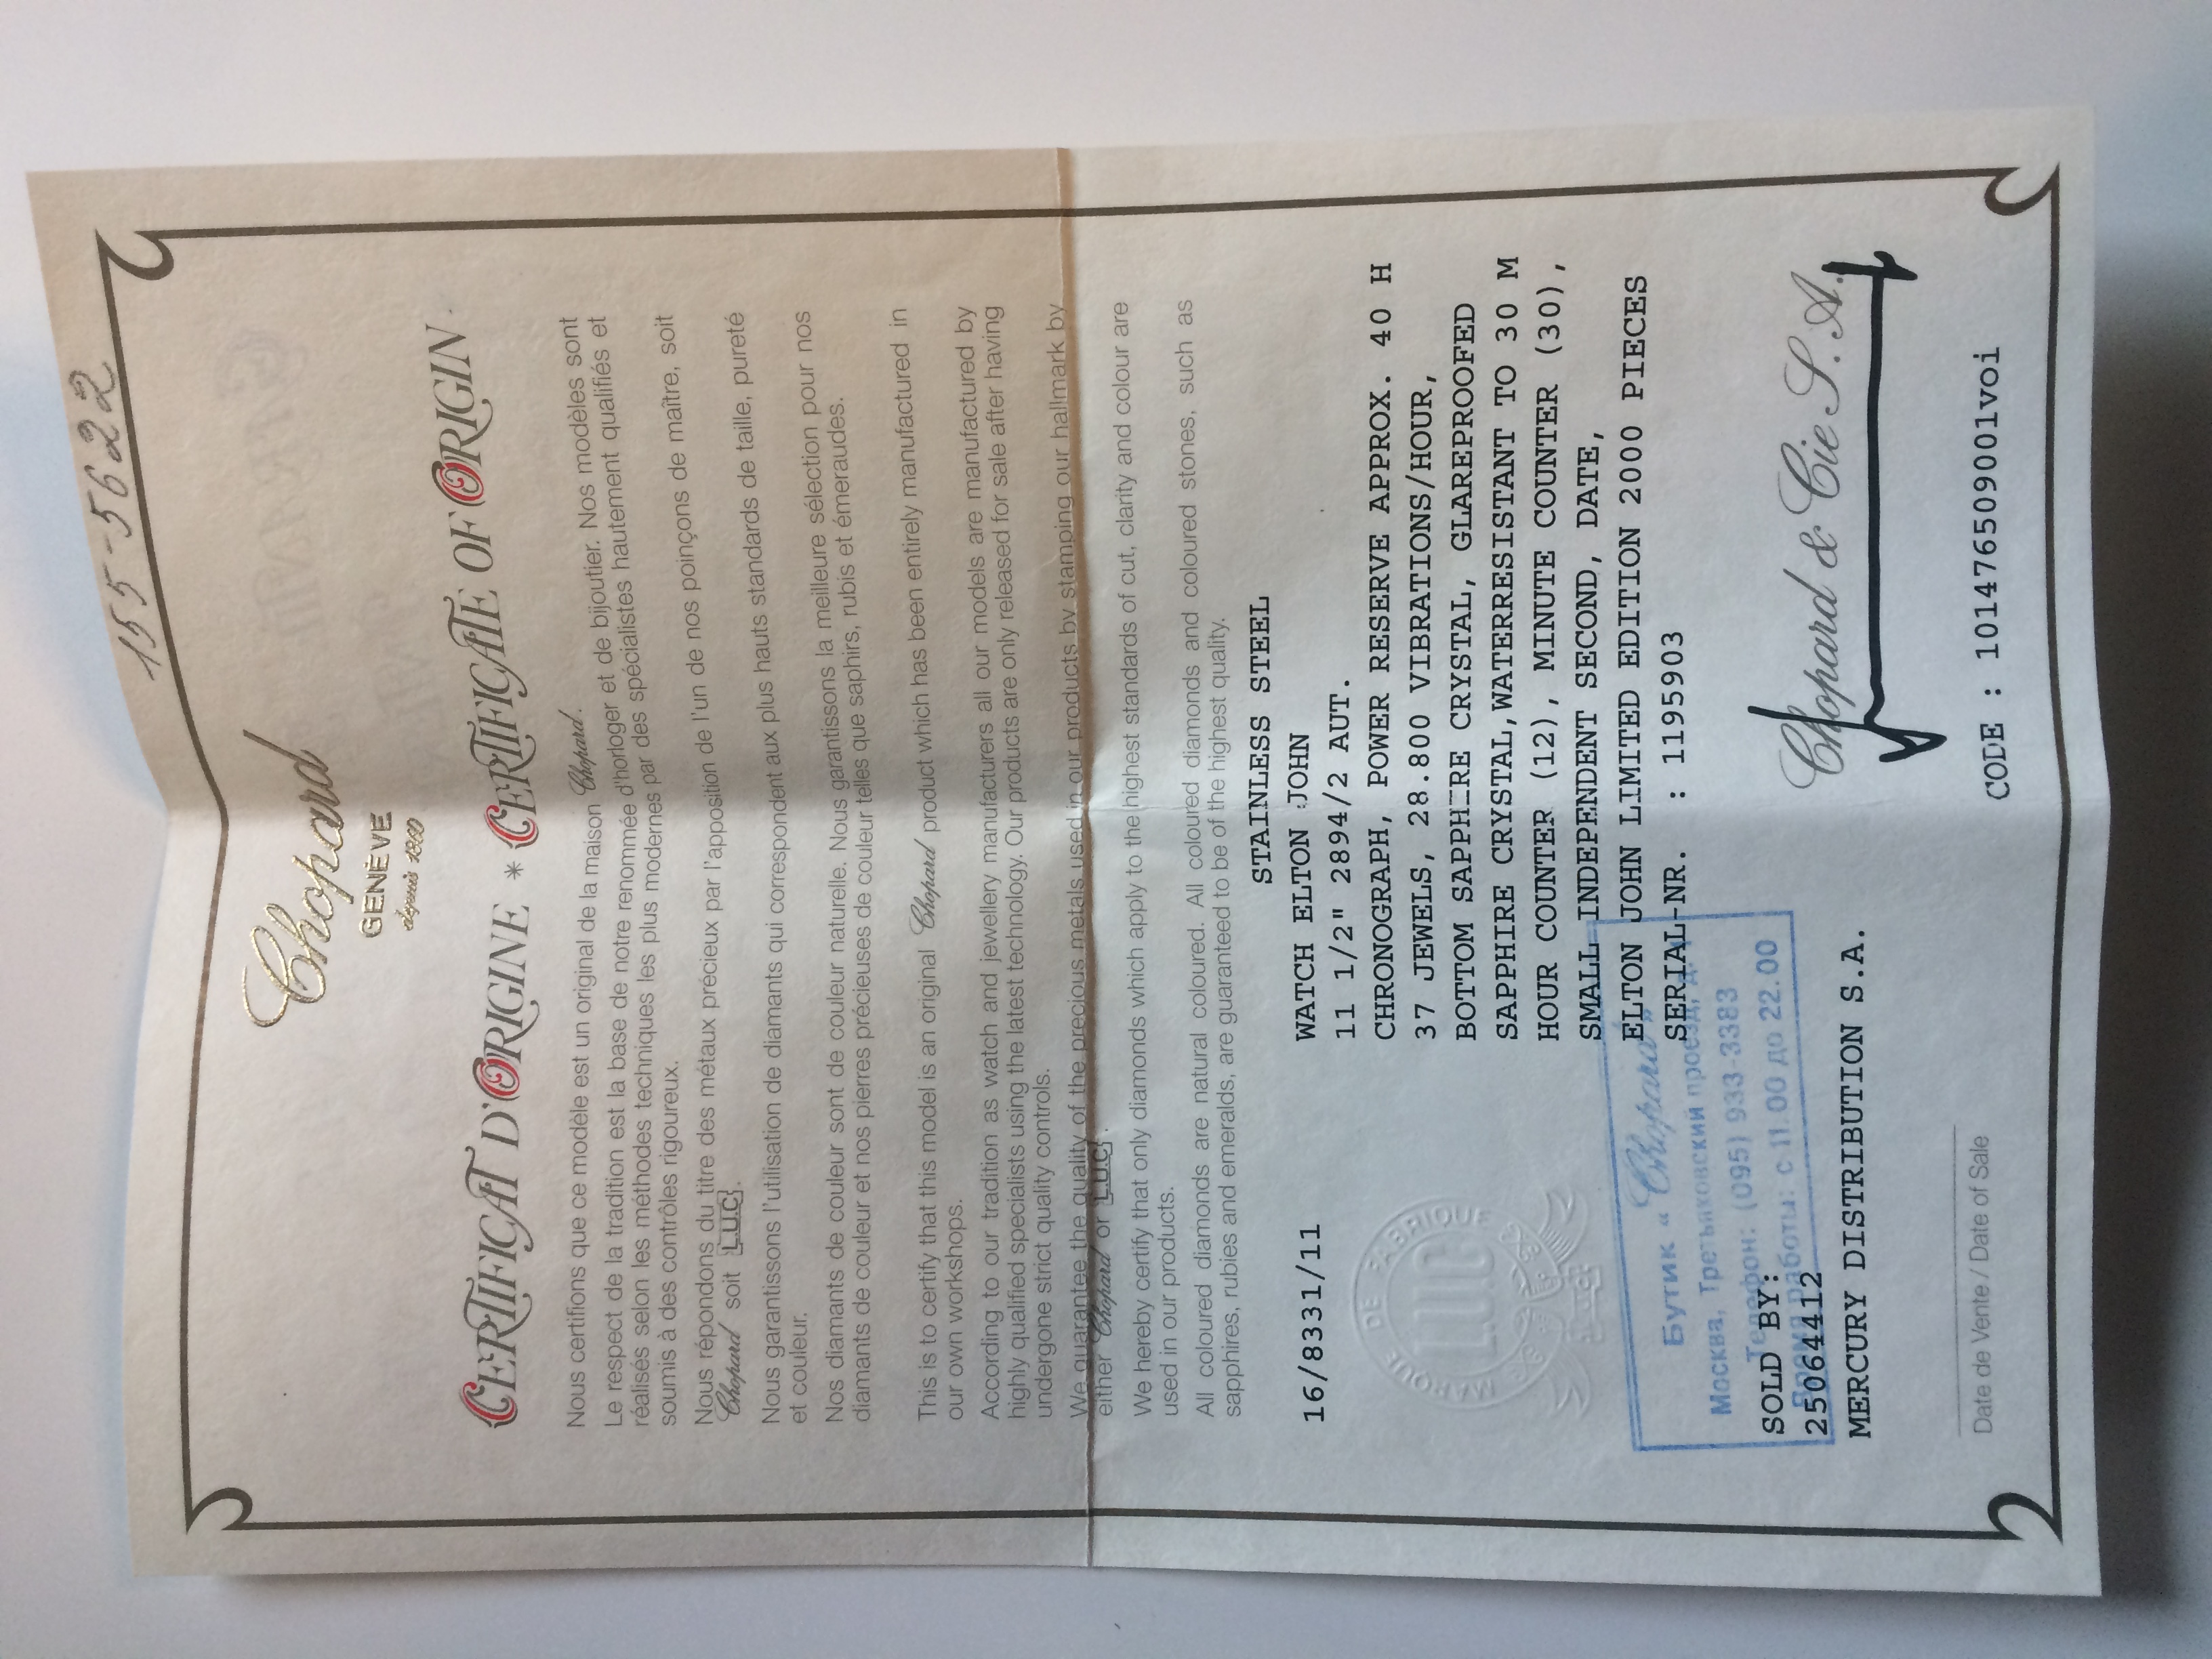 155-5622
Chopard
GENÈVE
depuis 1860
CERTIFICAT D'ORIGINE * CERTIFICATE OF ORIGIN
Nous certifions que ce modèle est un original de la maison Chopard.
Le respect de la tradition est la base de notre renommée d'horloger et de bijoutier. Nos modèles sont
réalisés selon les méthodes techniques les plus modernes par des spécialistes hautement qualifiés et
soumis à des contrôles rigoureux.
Nous répondons du titre des métaux précieux par l'apposition de l'un de nos poinçons de maître, soit
Chopard soit L.U.C.
Nous garantissons l'utilisation de diamants qui correspondent aux plus hauts standards de taille, pureté
et couleur.
Nos diamants de couleur sont de couleur naturelle. Nous garantissons la meilleure sélection pour nos
diamants de couleur et nos pierres précieuses de couleur telles que saphirs, rubis et émeraudes.
This is to certify that this model is an original Chopard product which has been entirely manufactured in
our own workshops.
According to our tradition as watch and jewellery manufacturers all our models are manufactured by
highly qualified specialists using the latest technology. Our products are only released for sale after having
undergone strict quality controls.
We guarantee the quality of the precious metals used in our products by stamping our hallmark by
either Chopard or L.U.C.
We hereby certify that only diamonds which apply to the highest standards of cut, clarity and colour are
used in our products.
All coloured diamonds are natural coloured. All coloured diamonds and coloured stones, such as
sapphires, rubies and emeralds, are guaranteed to be of the highest quality.
STAINLESS STEEL
16/8331/11 WATCH ELTON JOHN
11 1/2" 2894/2 AUT.
CHRONOGRAPH, POWER RESERVE APPROX. 40 H
37 JEWELS, 28.800 VIBRATIONS/HOUR,
BOTTOM SAPPHIRE CRYSTAL, GLAREPROOFED
SAPPHIRE CRYSTAL,WATERRESISTANT TO 30 M
HOUR COUNTER (12), MINUTE COUNTER (30),
SMALL INDEPENDENT SECOND, DATE,
ELTON JOHN LIMITED EDITION 2000 PIECES
SERIAL-NR. : 1195903
MARQUE DE FABRIQUE
LUC
Бутик « Chopard »
Москва, Третьяковский проезд, д.
Телефон: (095) 933-3383
Время работы: с 11.00 до 22.00
SOLD BY:
25064412
MERCURY DISTRIBUTION S.A.
Chopard & Cie S.A.
Date de Vente / Date of Sale
CODE : 101476509001voi